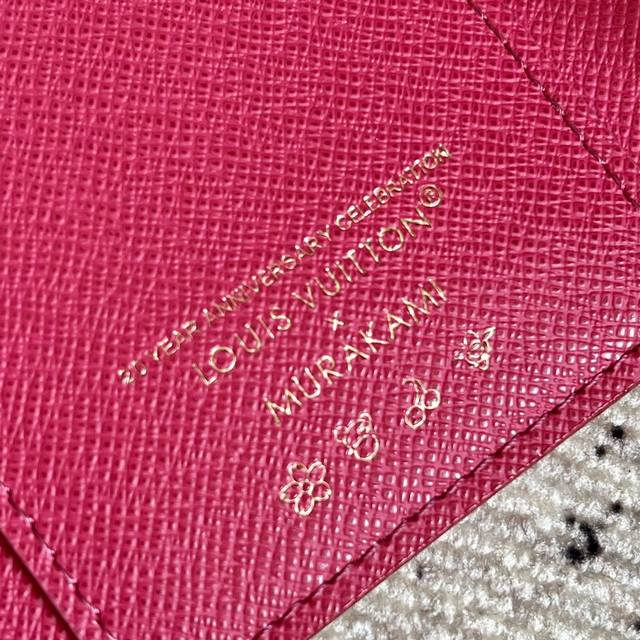 20 YEAR ANNIVERSARY CELEBRATION
LOUIS VUITTON®
×
MURAKAMI